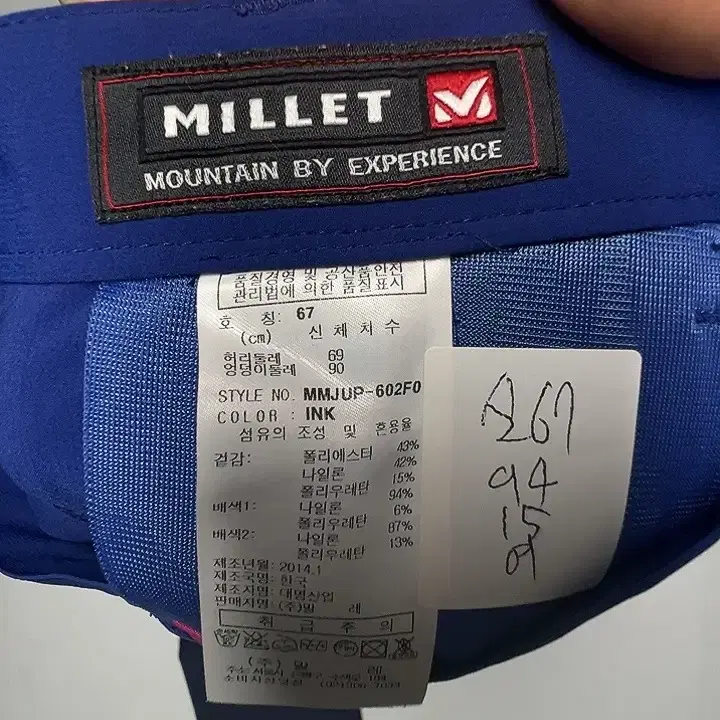 MILLET
MOUNTAIN BY EXPERIENCE
품질경영 및 공산품안전
관리법에 의한 품질표시
호 칭: 67
(cm) 신체치수
허리둘레 69
엉덩이둘레 90
STYLE NO. MMJUP-602F0
COLOR : INK
섬유의 조성 및 혼용율
겉감: 폴리에스터 43%
나일론 42%
폴리우레탄 15%
배색1: 나일론 94%
폴리우레탄 6%
배색2: 나일론 87%
폴리우레탄 13%
제조년월: 2014.1
제조국명: 한국
제조자명: 대명산업
판매자명: (주)밀 레
취 급 주 의
(주) 밀 레
67
94
15
여